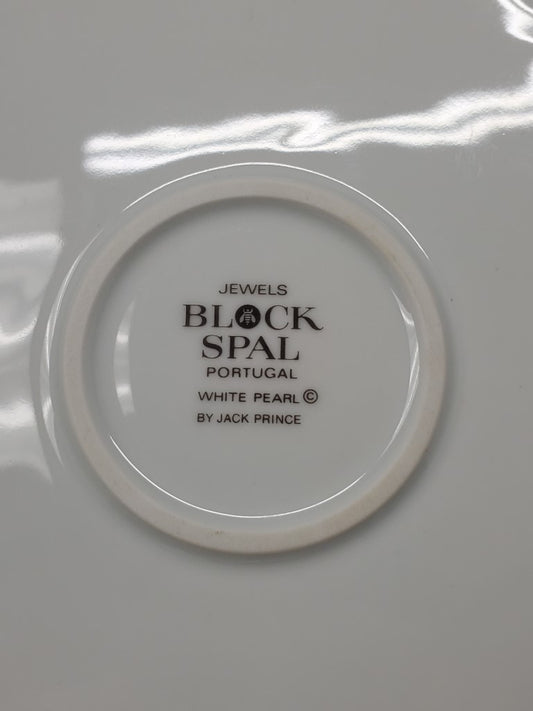 JEWELS
BLOCK
SPAL
PORTUGAL
WHITE PEARL ©
BY JACK PRINCE